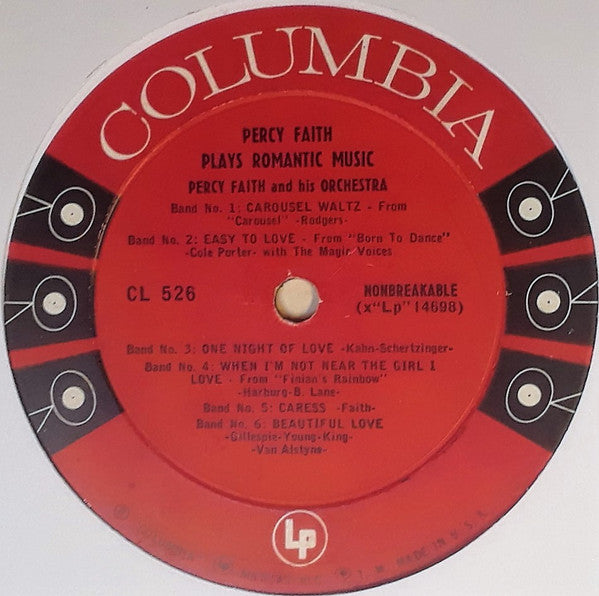 COLUMBIA
PERCY FAITH
PLAYS ROMANTIC MUSIC
PERCY FAITH and his ORCHESTRA
Band No. 1: CAROUSEL WALTZ - From
"Carousel" -Rodgers-
Band No. 2: EASY TO LOVE - From "Born To Dance"
-Cole Porter- with The Magic Voices
CL 526
NONBREAKABLE
(x"Lp" 14698)
Band No. 3: ONE NIGHT OF LOVE -Kahn-Schertzinger-
Band No. 4: WHEN I'M NOT NEAR THE GIRL I
LOVE - From "Finian's Rainbow"
-Harburg-B. Lane-
Band No. 5: CARESS -Faith-
Band No. 6: BEAUTIFUL LOVE
-Gillespie-Young-King-
-Van Alstyne-
Lp
MADE IN U.S.A.